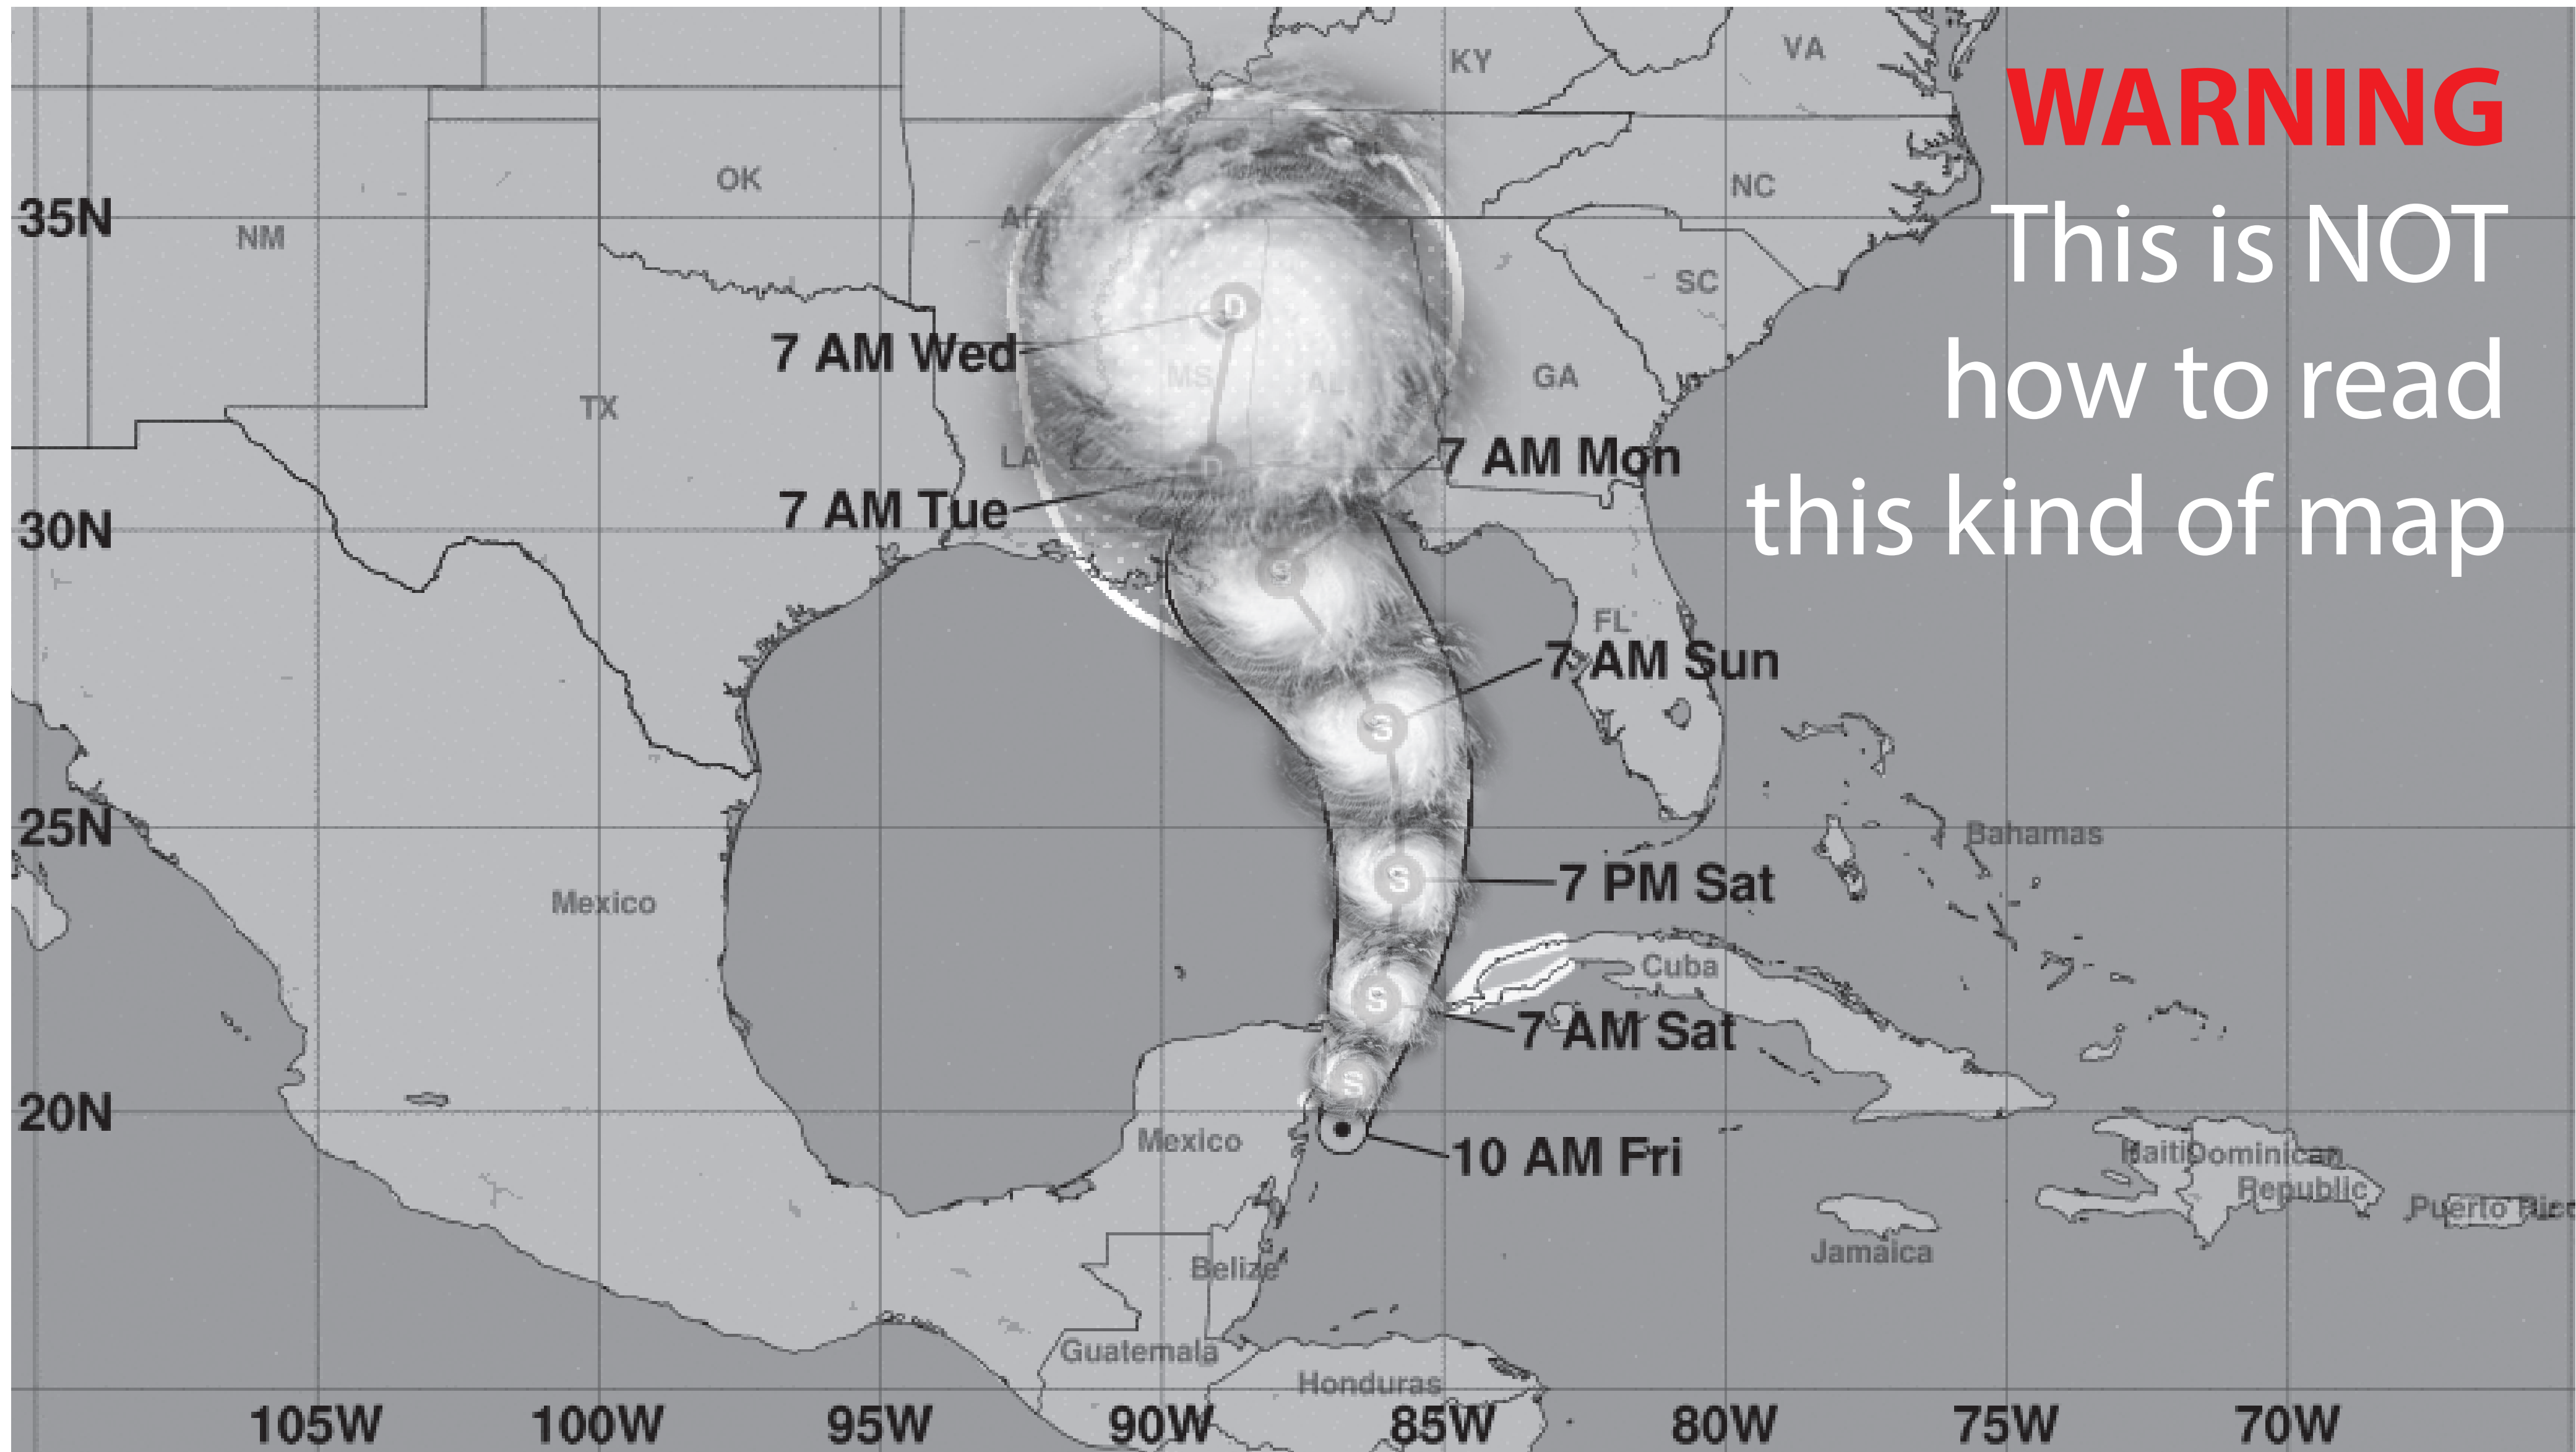 KY
VA
WARNING
OK
NC
35N
AR
This is NOT
NM
SC
D
7 AM Wed
how to read
MS
AL
GA
TX
LA
7 AM Mon
D
7 AM Tue
this kind of map
30N
S
FL
7 AM Sun
S
25N
Bahamas
S
7 PM Sat
Mexico
Cuba
S
7 AM Sat
S
20N
Mexico
10 AM Fri
Haiti
Dominican
Republic
Puerto Rico
Jamaica
Belize
Guatemala
Honduras
105W 100W 95W 90W 85W 80W 75W 70W